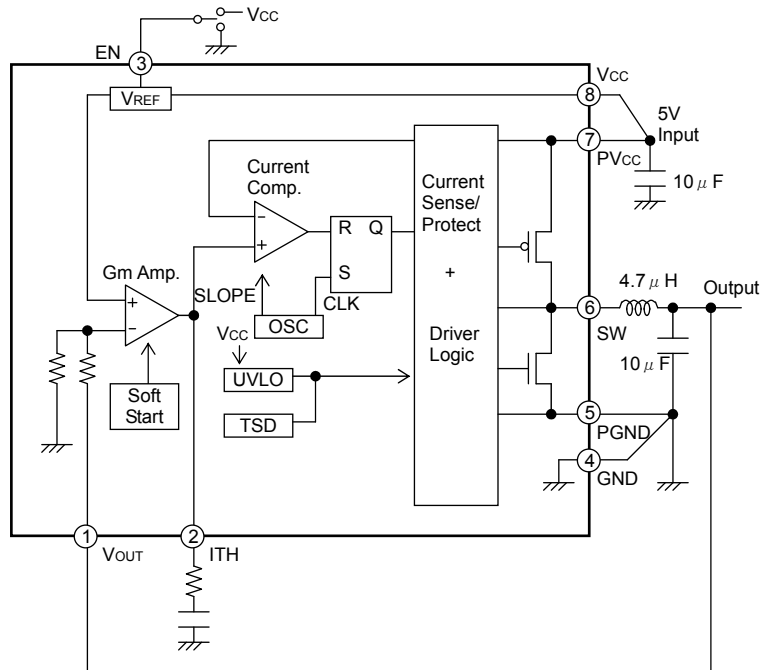 VCC
EN
3
VREF
VCC
8
5V
Input
7
PVCC
10μF
Current
Comp.
Current
Sense/
Protect
+
Driver
Logic
−
+
R Q
S
Gm Amp.
+
−
SLOPE
OSC
CLK
VCC
UVLO
TSD
Soft
Start
4.7μH
Output
6
SW
10μF
5
PGND
4
GND
1
VOUT
2
ITH